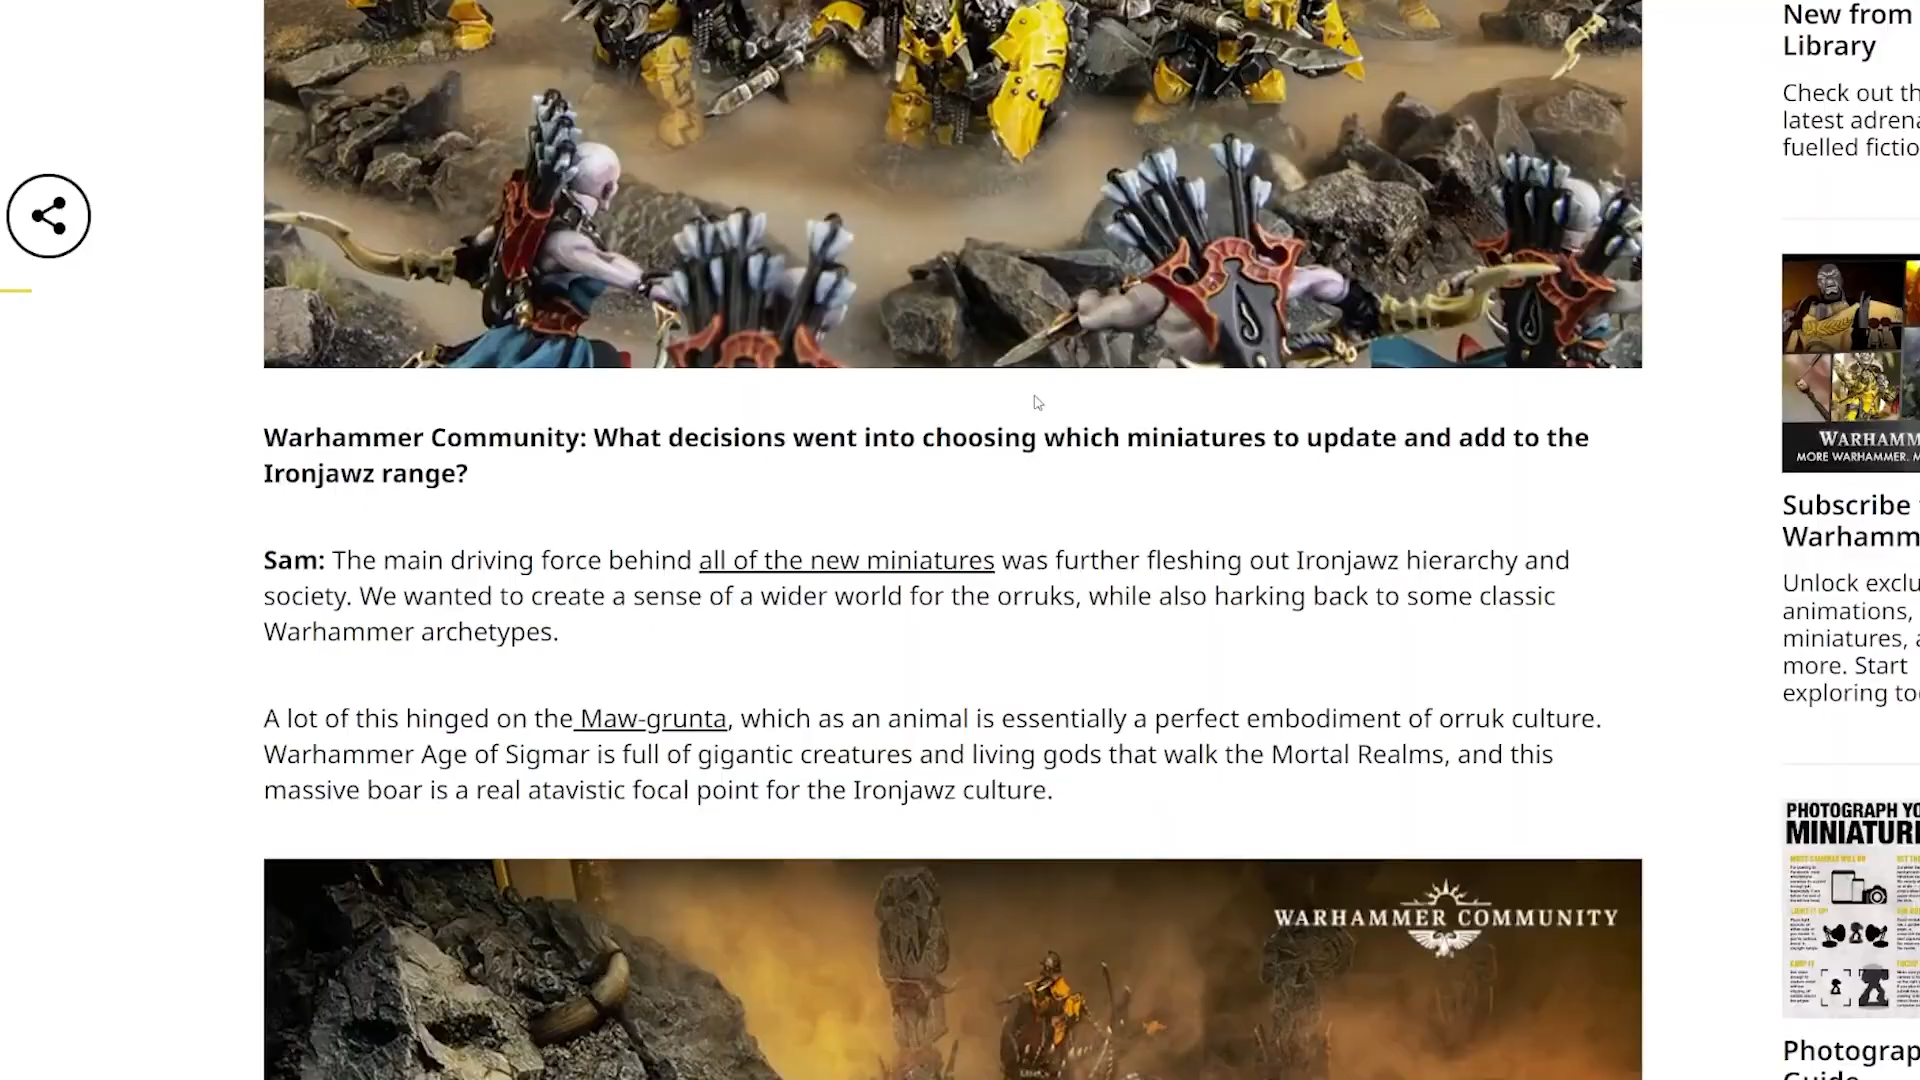 Warhammer Community: What decisions went into choosing which miniatures to update and add to the
Ironjawz range?
Sam: The main driving force behind all of the new miniatures was further fleshing out Ironjawz hierarchy and
society. We wanted to create a sense of a wider world for the orruks, while also harking back to some classic
Warhammer archetypes.
A lot of this hinged on the Maw-grunta, which as an animal is essentially a perfect embodiment of orruk culture.
Warhammer Age of Sigmar is full of gigantic creatures and living gods that walk the Mortal Realms, and this
massive boar is a real atavistic focal point for the Ironjawz culture.
WARHAMMER COMMUNITY
New from
Library
Check out th
latest adrena
fuelled fictio
WARHAMM
MORE WARHAMMER. M
Subscribe
Warhamm
Unlock exclu
animations,
miniatures, a
more. Start
exploring to
PHOTOGRAPH YO
MINIATUR
Photograp